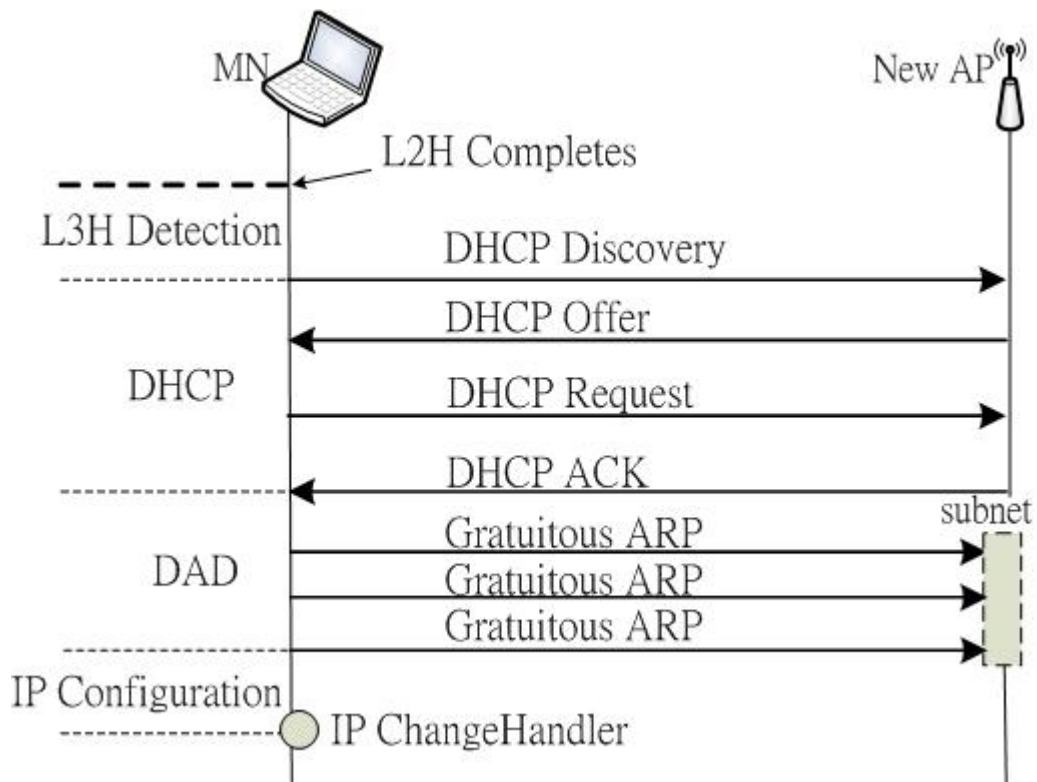 MN
New AP
L2H Completes
L3H Detection
DHCP Discovery
DHCP Offer
DHCP
DHCP Request
DHCP ACK
subnet
Gratuitous ARP
DAD
Gratuitous ARP
Gratuitous ARP
IP Configuration
IP ChangeHandler